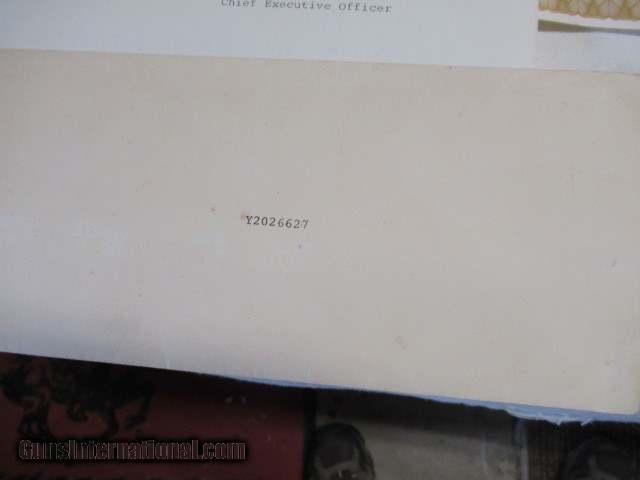 Chief Executive Officer
Y2026627
GunsInternational.com